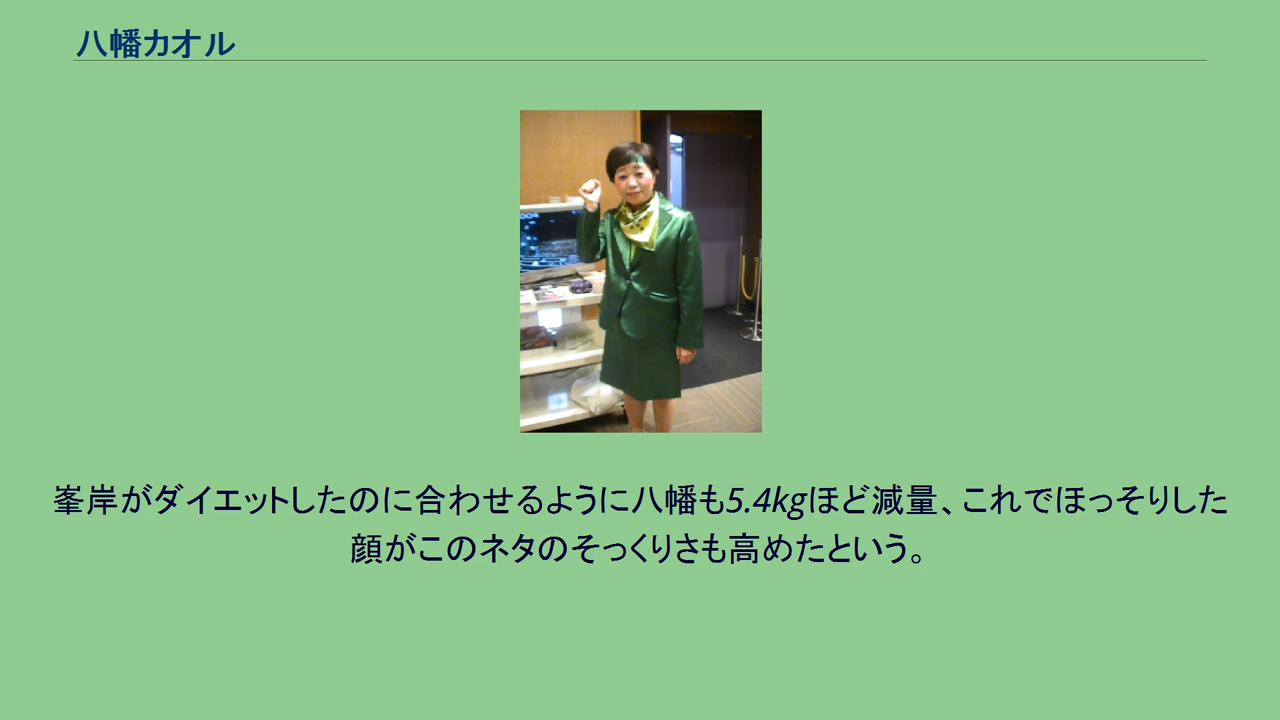 八幡カオル
峯岸がダイエットしたのに合わせるように八幡も5.4kgほど減量、これでほっそりした
顔がこのネタのそっくりさも高めたという。